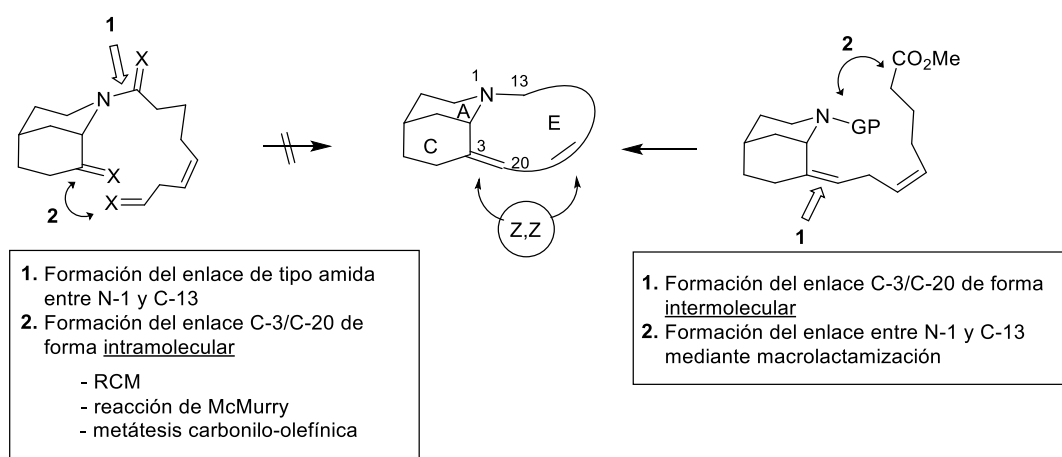 1
X
N
X
X
2
1
13
N
A
E
C
3
20
Z,Z
2
CO2Me
N
GP
1
1. Formación del enlace de tipo amida
entre N-1 y C-13
2. Formación del enlace C-3/C-20 de
forma intramolecular
- RCM
- reacción de McMurry
- metátesis carbonilo-olefínica
1. Formación del enlace C-3/C-20 de forma
intermolecular
2. Formación del enlace entre N-1 y C-13
mediante macrolactamización